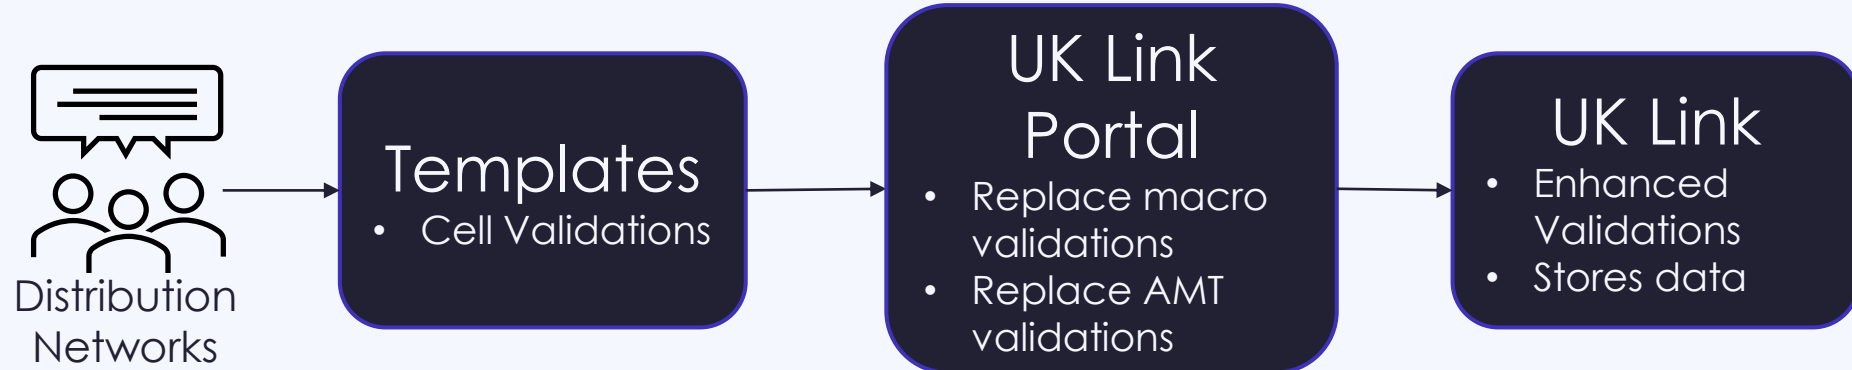 Distribution
Networks
Templates
• Cell Validations
UK Link
Portal
• Replace macro
validations
• Replace AMT
validations
UK Link
• Enhanced
Validations
• Stores data